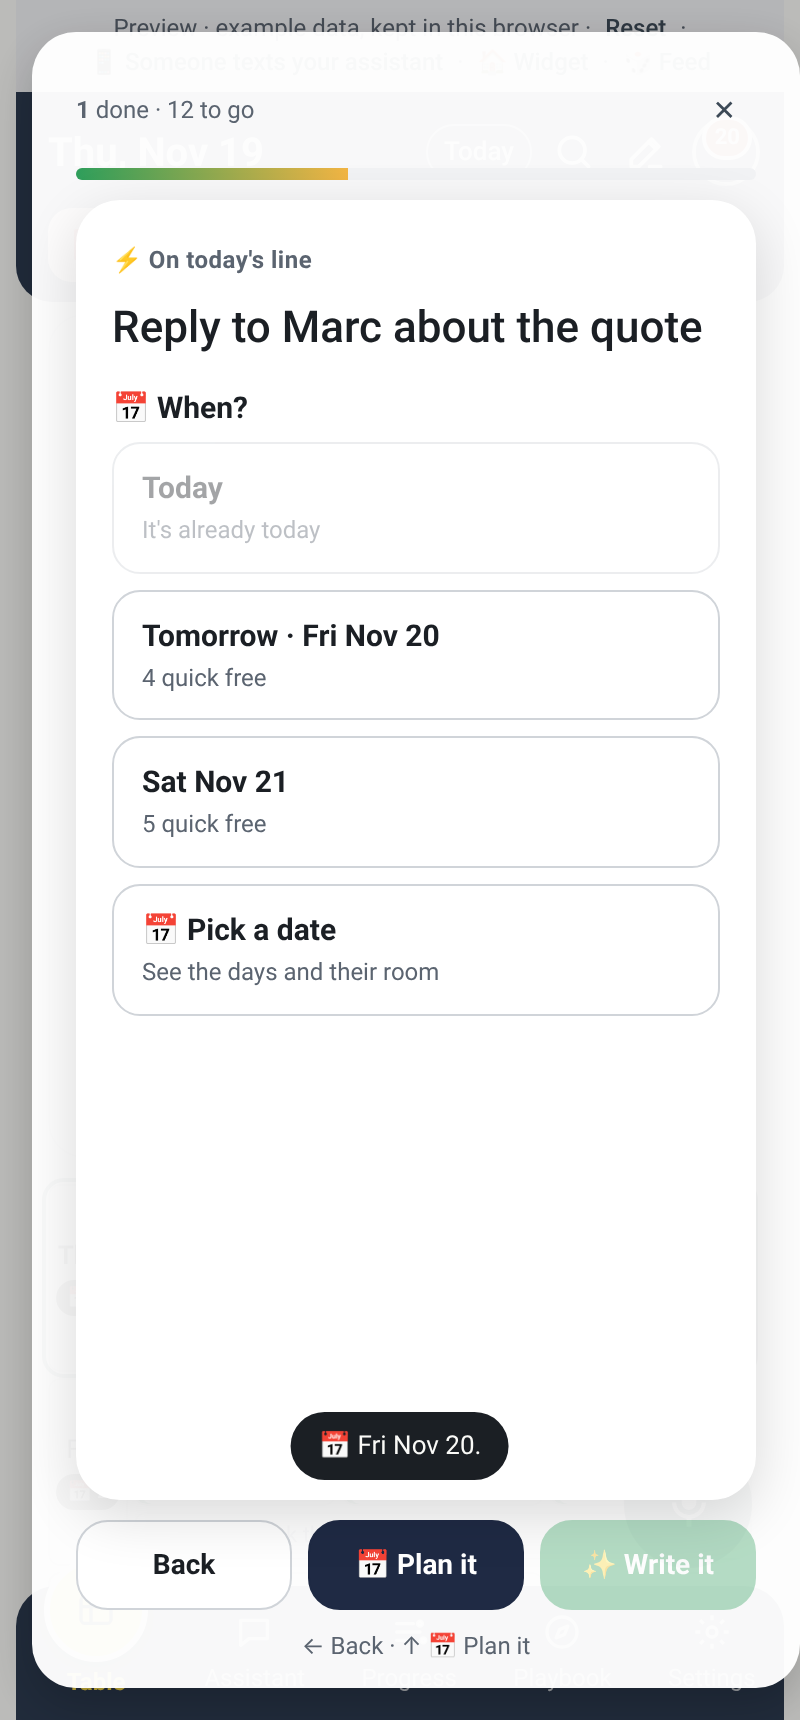 Preview · example data, kept in this browser · Reset ·
Someone texts your assistant Widget Feed
1 done · 12 to go ✕
Thu, Nov 19 Today 20
⚡ On today's line
Reply to Marc about the quote
📅 When?
Today
It's already today
Tomorrow · Fri Nov 20
4 quick free
Sat Nov 21
5 quick free
📅 Pick a date
See the days and their room
📅 Fri Nov 20.
Back 📅 Plan it ✨ Write it
← Back · ↑ 📅 Plan it
Table Assistant Progress Playbook Settings